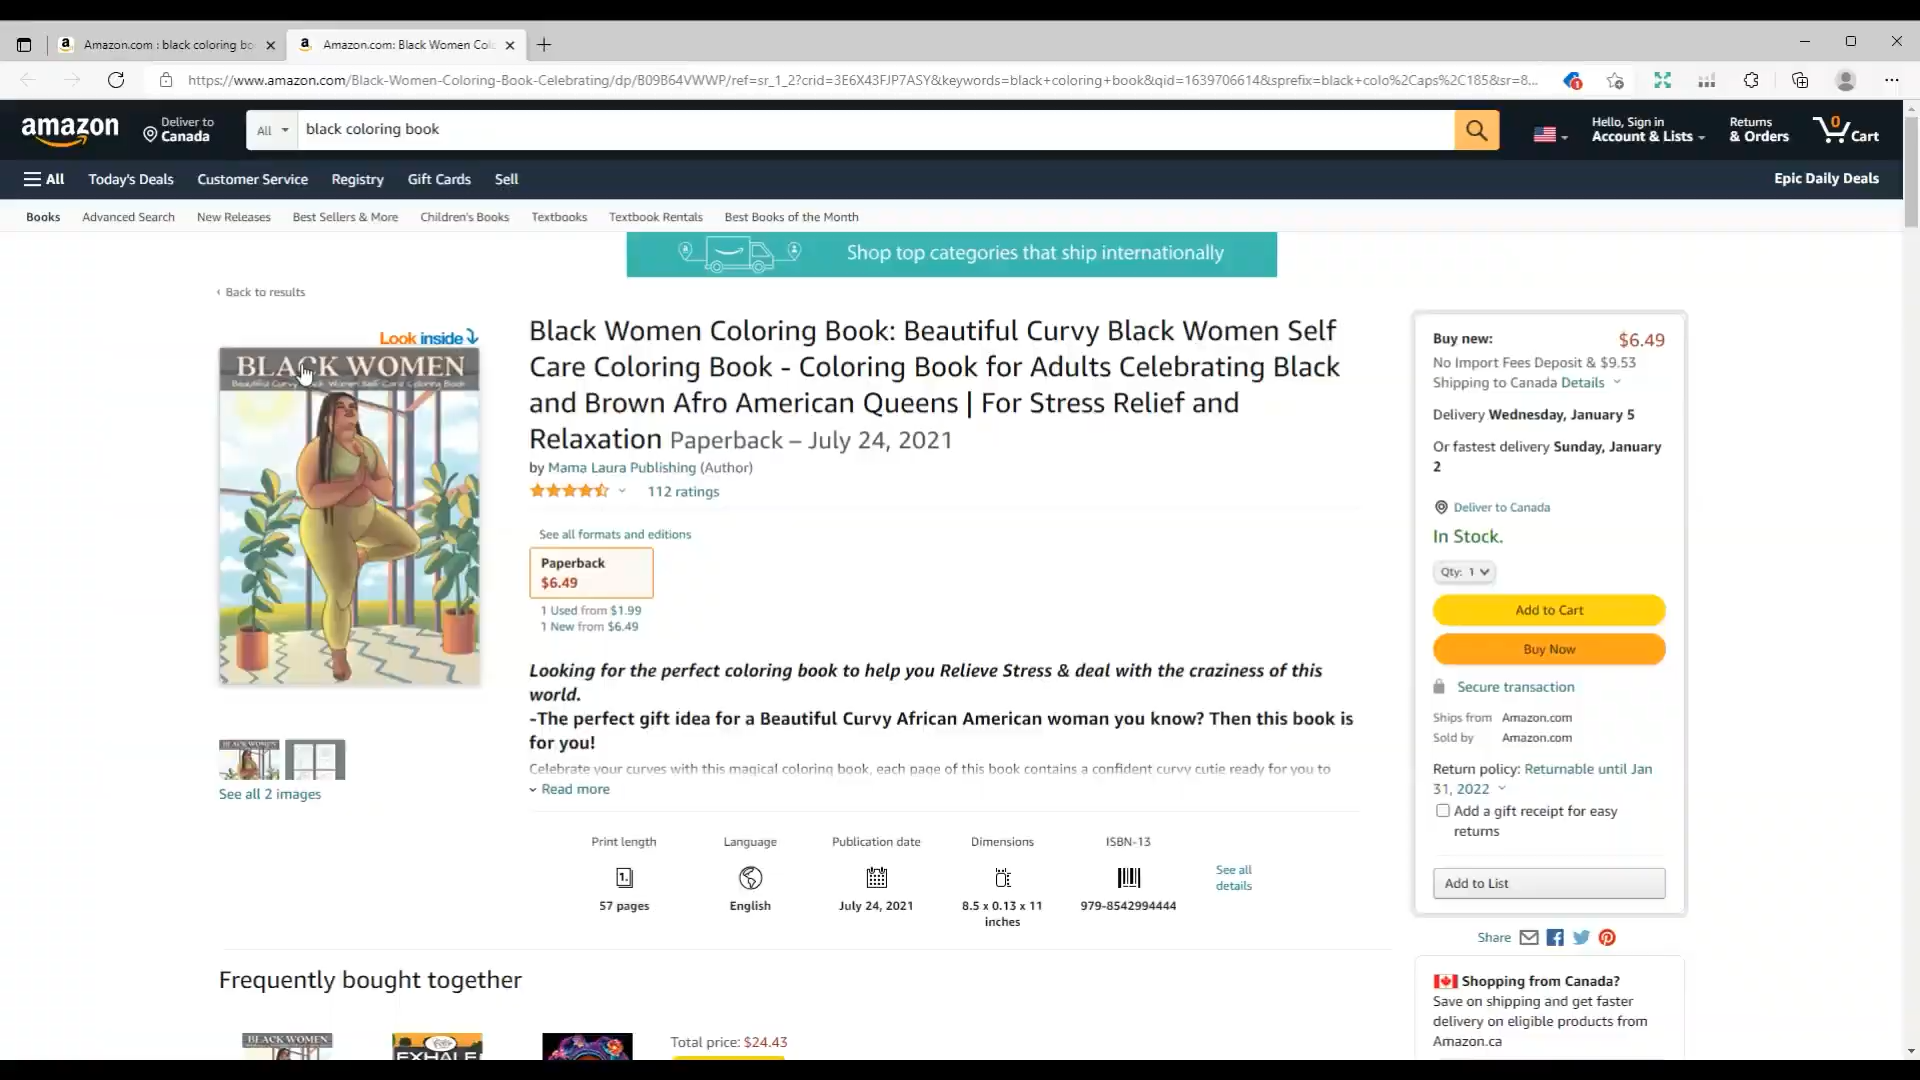 Amazon.com : black coloring bo
Amazon.com: Black Women Col
https://www.amazon.com/Black-Women-Coloring-Book-Celebrating/dp/B09B64VWWP/ref=sr_1_2?crid=3E6X43FJP7ASY&keywords=black+coloring+book&qid=1639706614&sprefix=black+colo%2Caps%2C185&sr=8...
amazon
Deliver to
Canada
All
black coloring book
Hello, Sign in
Account & Lists
Returns
& Orders
0
Cart
All
Today's Deals
Customer Service
Registry
Gift Cards
Sell
Epic Daily Deals
Books
Advanced Search
New Releases
Best Sellers & More
Children's Books
Textbooks
Textbook Rentals
Best Books of the Month
Shop top categories that ship internationally
‹ Back to results
Look inside
BLACK WOMEN
Beautiful Curvy Black Women Self Care Coloring Book
See all 2 images
Black Women Coloring Book: Beautiful Curvy Black Women Self
Care Coloring Book - Coloring Book for Adults Celebrating Black
and Brown Afro American Queens | For Stress Relief and
Relaxation Paperback – July 24, 2021
by Mama Laura Publishing (Author)
112 ratings
See all formats and editions
Paperback
$6.49
1 Used from $1.99
1 New from $6.49
Looking for the perfect coloring book to help you Relieve Stress & deal with the craziness of this
world.
-The perfect gift idea for a Beautiful Curvy African American woman you know? Then this book is
for you!
Celebrate your curves with this magical coloring book, each page of this book contains a confident curvy cutie ready for you to
Read more
Print length
57 pages
Language
English
Publication date
July 24, 2021
Dimensions
8.5 x 0.13 x 11
inches
ISBN-13
979-8542994444
See all
details
Buy new:
$6.49
No Import Fees Deposit & $9.53
Shipping to Canada Details
Delivery Wednesday, January 5
Or fastest delivery Sunday, January
2
Deliver to Canada
In Stock.
Qty: 1
Add to Cart
Buy Now
Secure transaction
Ships from Amazon.com
Sold by Amazon.com
Return policy: Returnable until Jan
31, 2022
Add a gift receipt for easy
returns
Add to List
Share
Shopping from Canada?
Save on shipping and get faster
delivery on eligible products from
Amazon.ca
Frequently bought together
BLACK WOMEN
EXHALE
Total price: $24.43